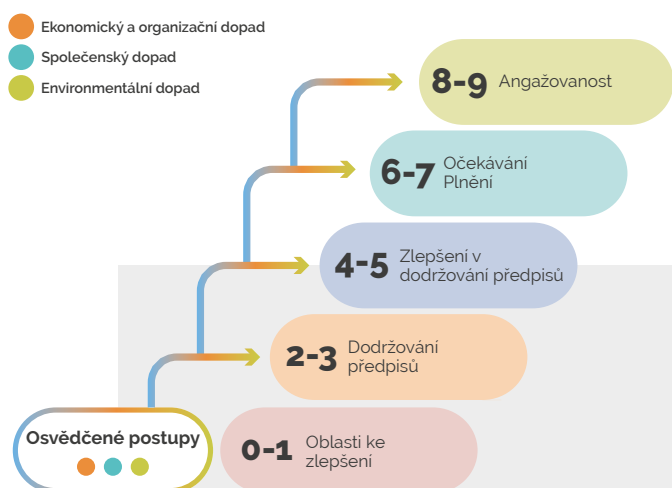 Ekonomický a organizační dopad
Společenský dopad
Environmentální dopad
8-9 Angažovanost
6-7 Očekávání
Plnění
4-5 Zlepšení v
dodržování předpisů
2-3 Dodržování
předpisů
Osvědčené postupy
0-1 Oblasti ke
zlepšení